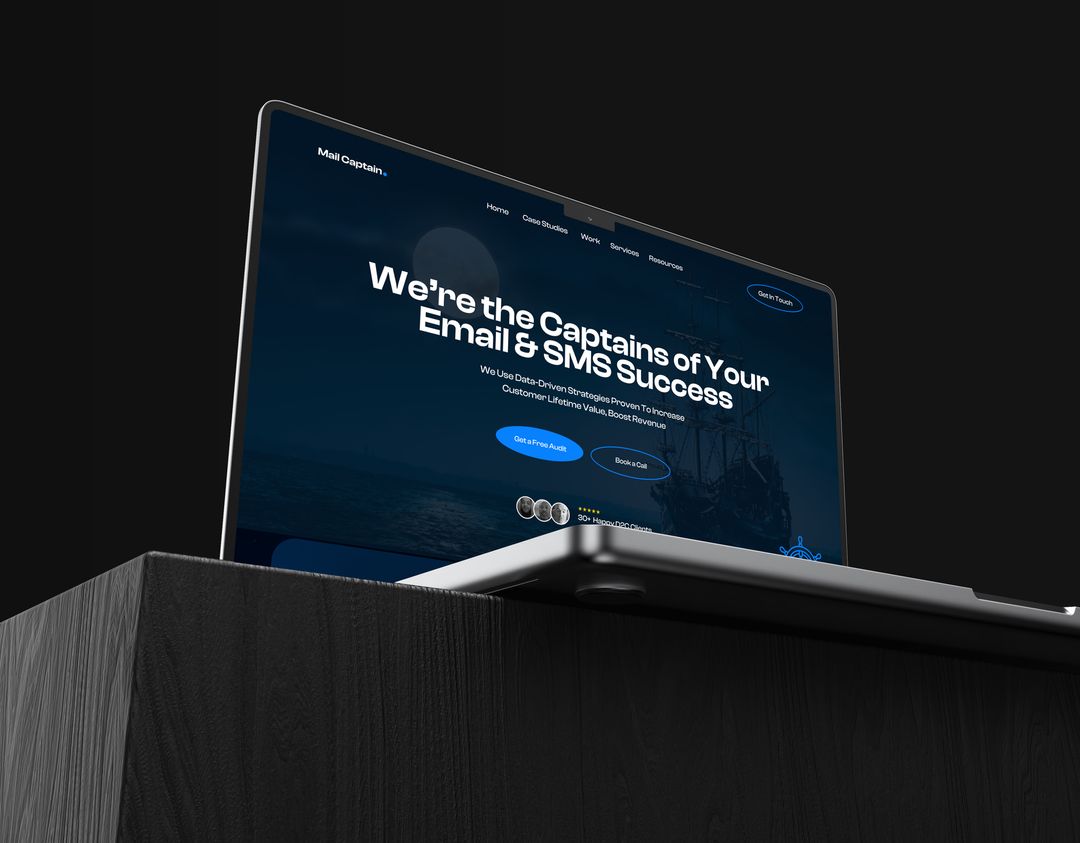 Mail Captain.
Home Case Studies Work Services Resources
Get In Touch
We're the Captains of Your
Email & SMS Success
We Use Data-Driven Strategies Proven To Increase
Customer Lifetime Value, Boost Revenue
Get a Free Audit
Book a Call
30+ Happy D2C Clients